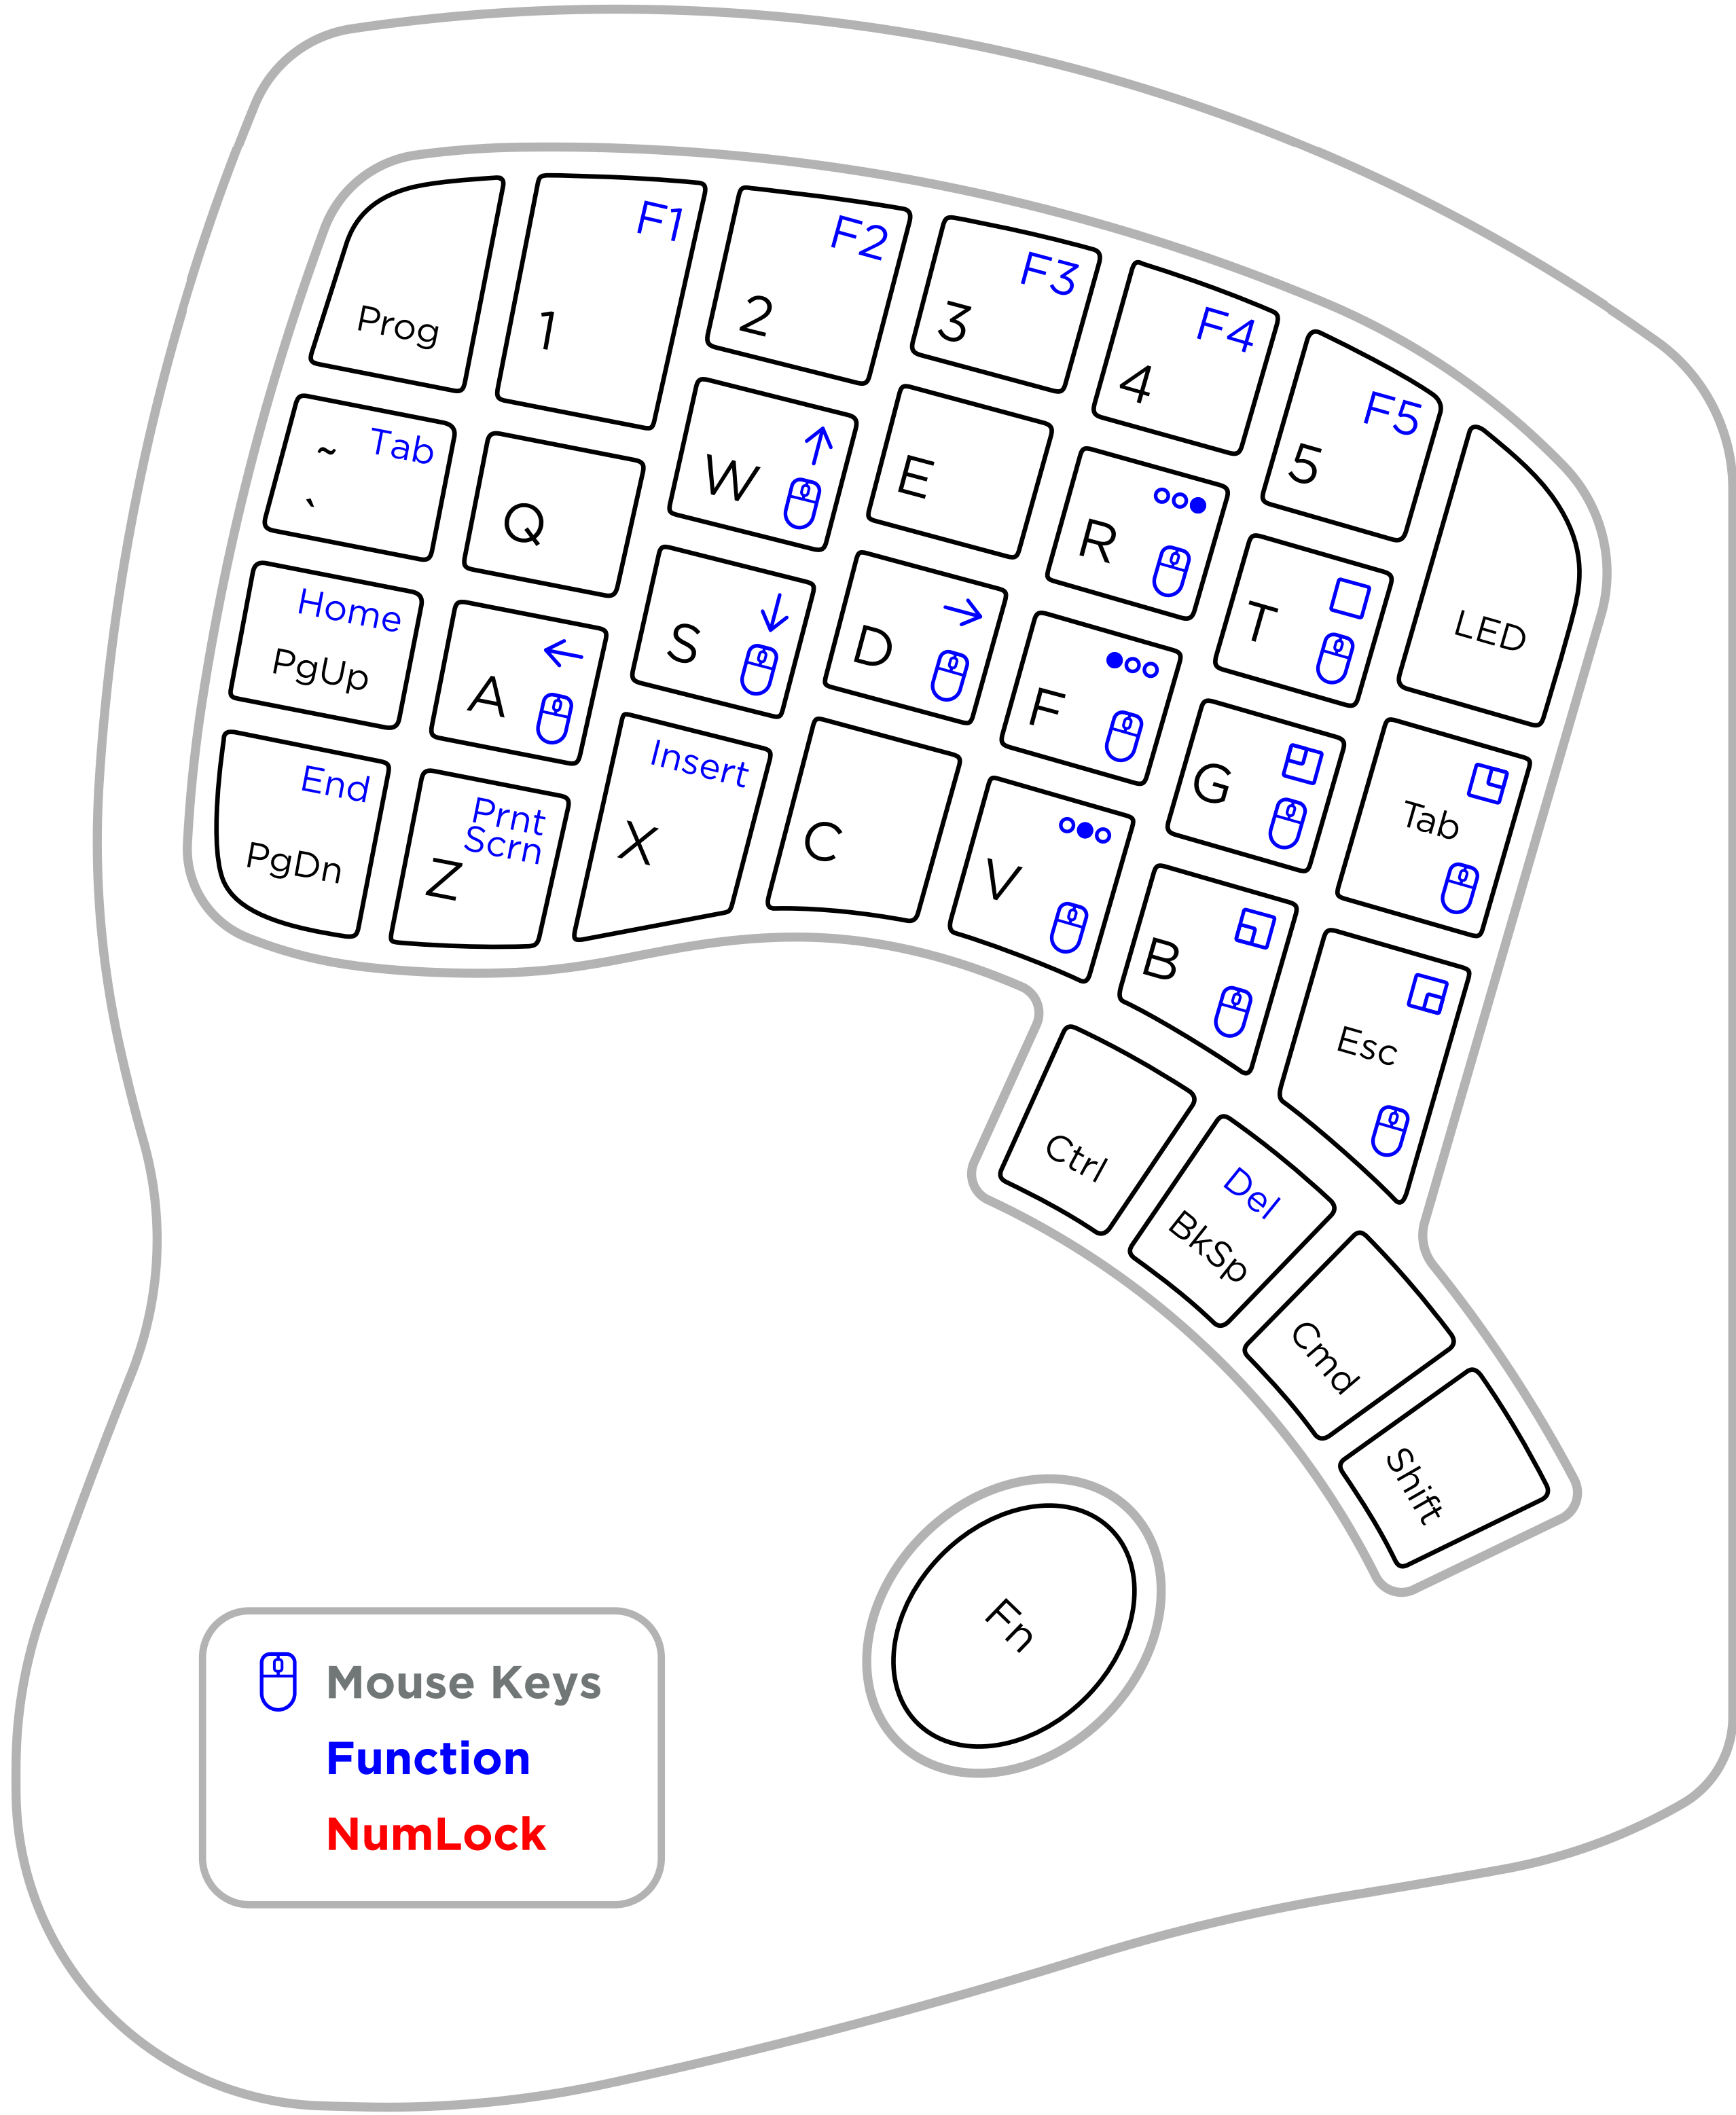 Prog
F1
1
F2
2
F3
3
F4
4
F5
5
LED
Tab
~
`
Q
W
E
R
T
Home
PgUp
A
S
D
F
G
Tab
End
PgDn
Prnt
Scrn
Z
Insert
X
C
V
B
Esc
Ctrl
Del
BkSp
Cmd
Shift
Fn
Mouse Keys
Function
NumLock